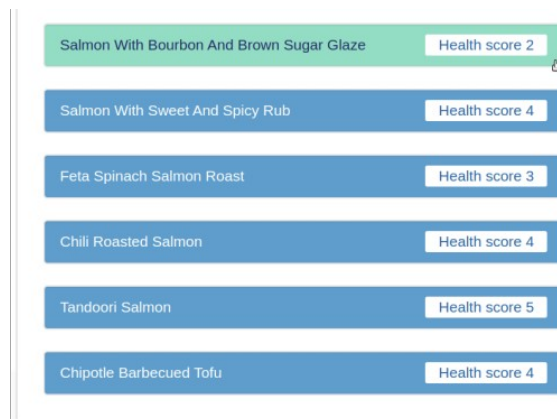 Salmon With Bourbon And Brown Sugar Glaze Health score 2
Salmon With Sweet And Spicy Rub Health score 4
Feta Spinach Salmon Roast Health score 3
Chili Roasted Salmon Health score 4
Tandoori Salmon Health score 5
Chipotle Barbecued Tofu Health score 4